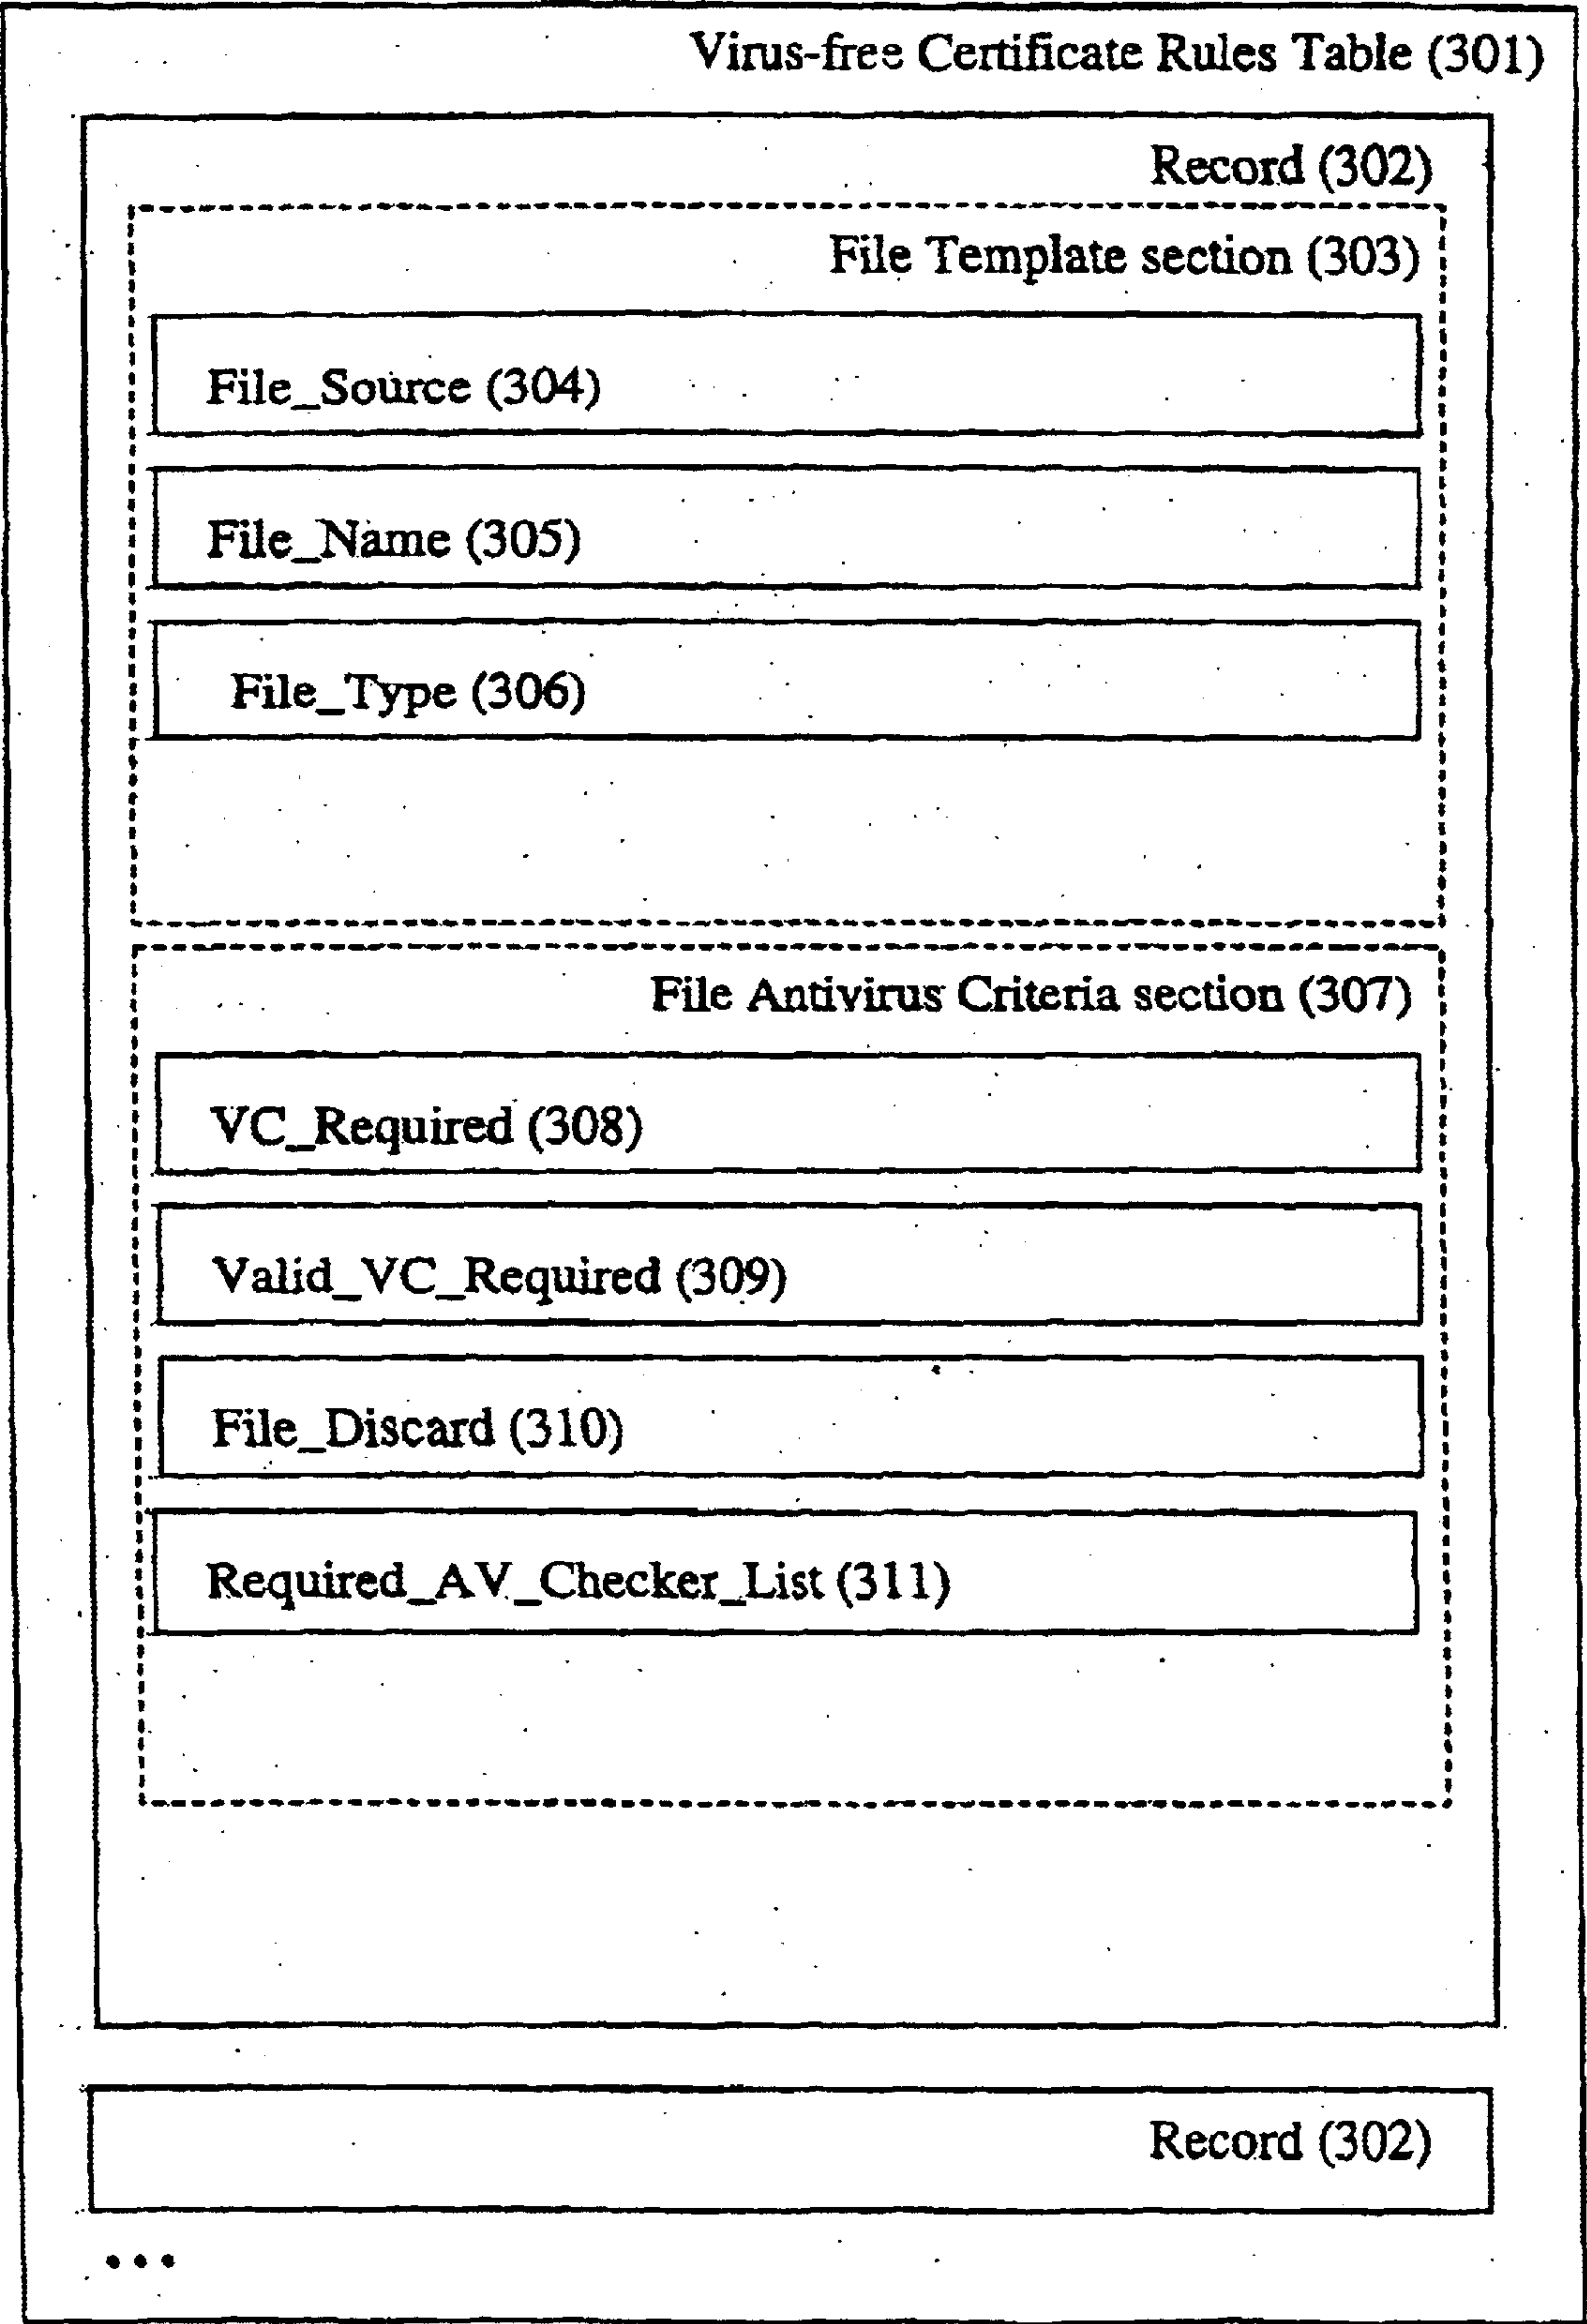 Virus-free Certificate Rules Table (301)
Record (302)
File Template section (303)
File_Source (304)
File_Name (305)
File_Type (306)
File Antivirus Criteria section (307)
VC_Required (308)
Valid_VC_Required (309)
File_Discard (310)
Required_AV_Checker_List (311)
Record (302)
...